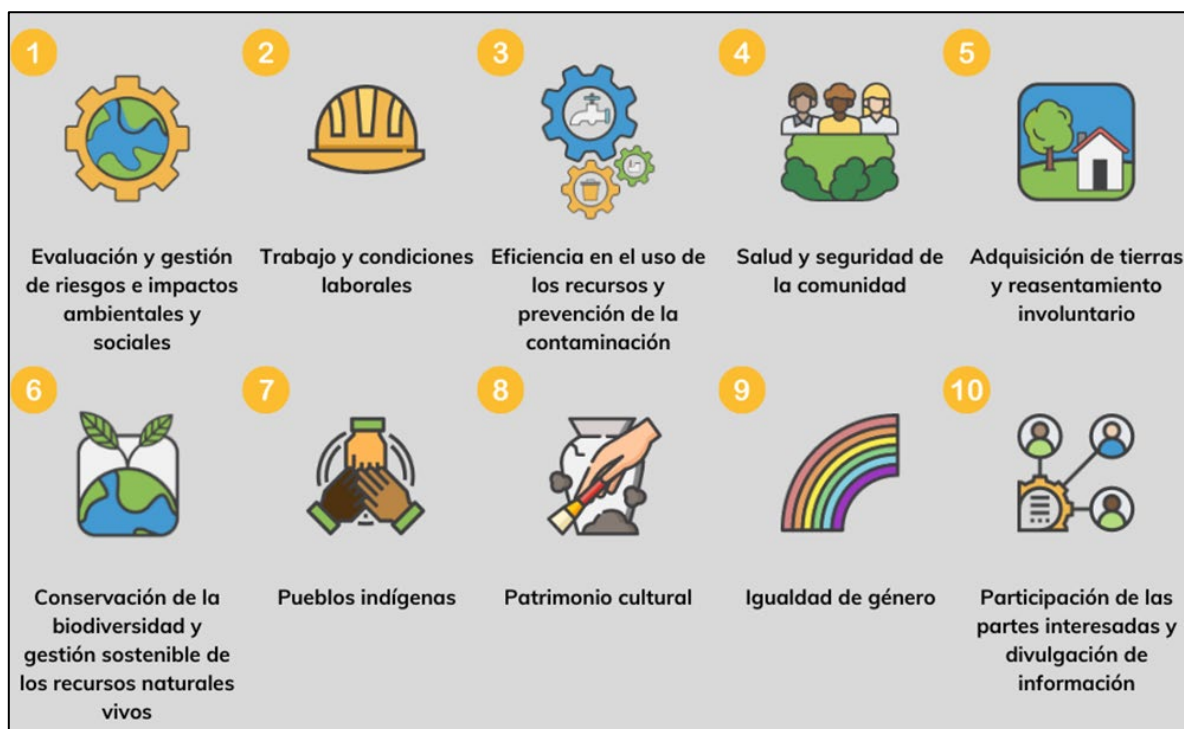 1
Evaluación y gestión
de riesgos e impactos
ambientales y
sociales
2
Trabajo y condiciones
laborales
3
Eficiencia en el uso de
los recursos y
prevención de la
contaminación
4
Salud y seguridad de
la comunidad
5
Adquisición de tierras
y reasentamiento
involuntario
6
Conservación de la
biodiversidad y
gestión sostenible de
los recursos naturales
vivos
7
Pueblos indígenas
8
Patrimonio cultural
9
Igualdad de género
10
Participación de las
partes interesadas y
divulgación de
información